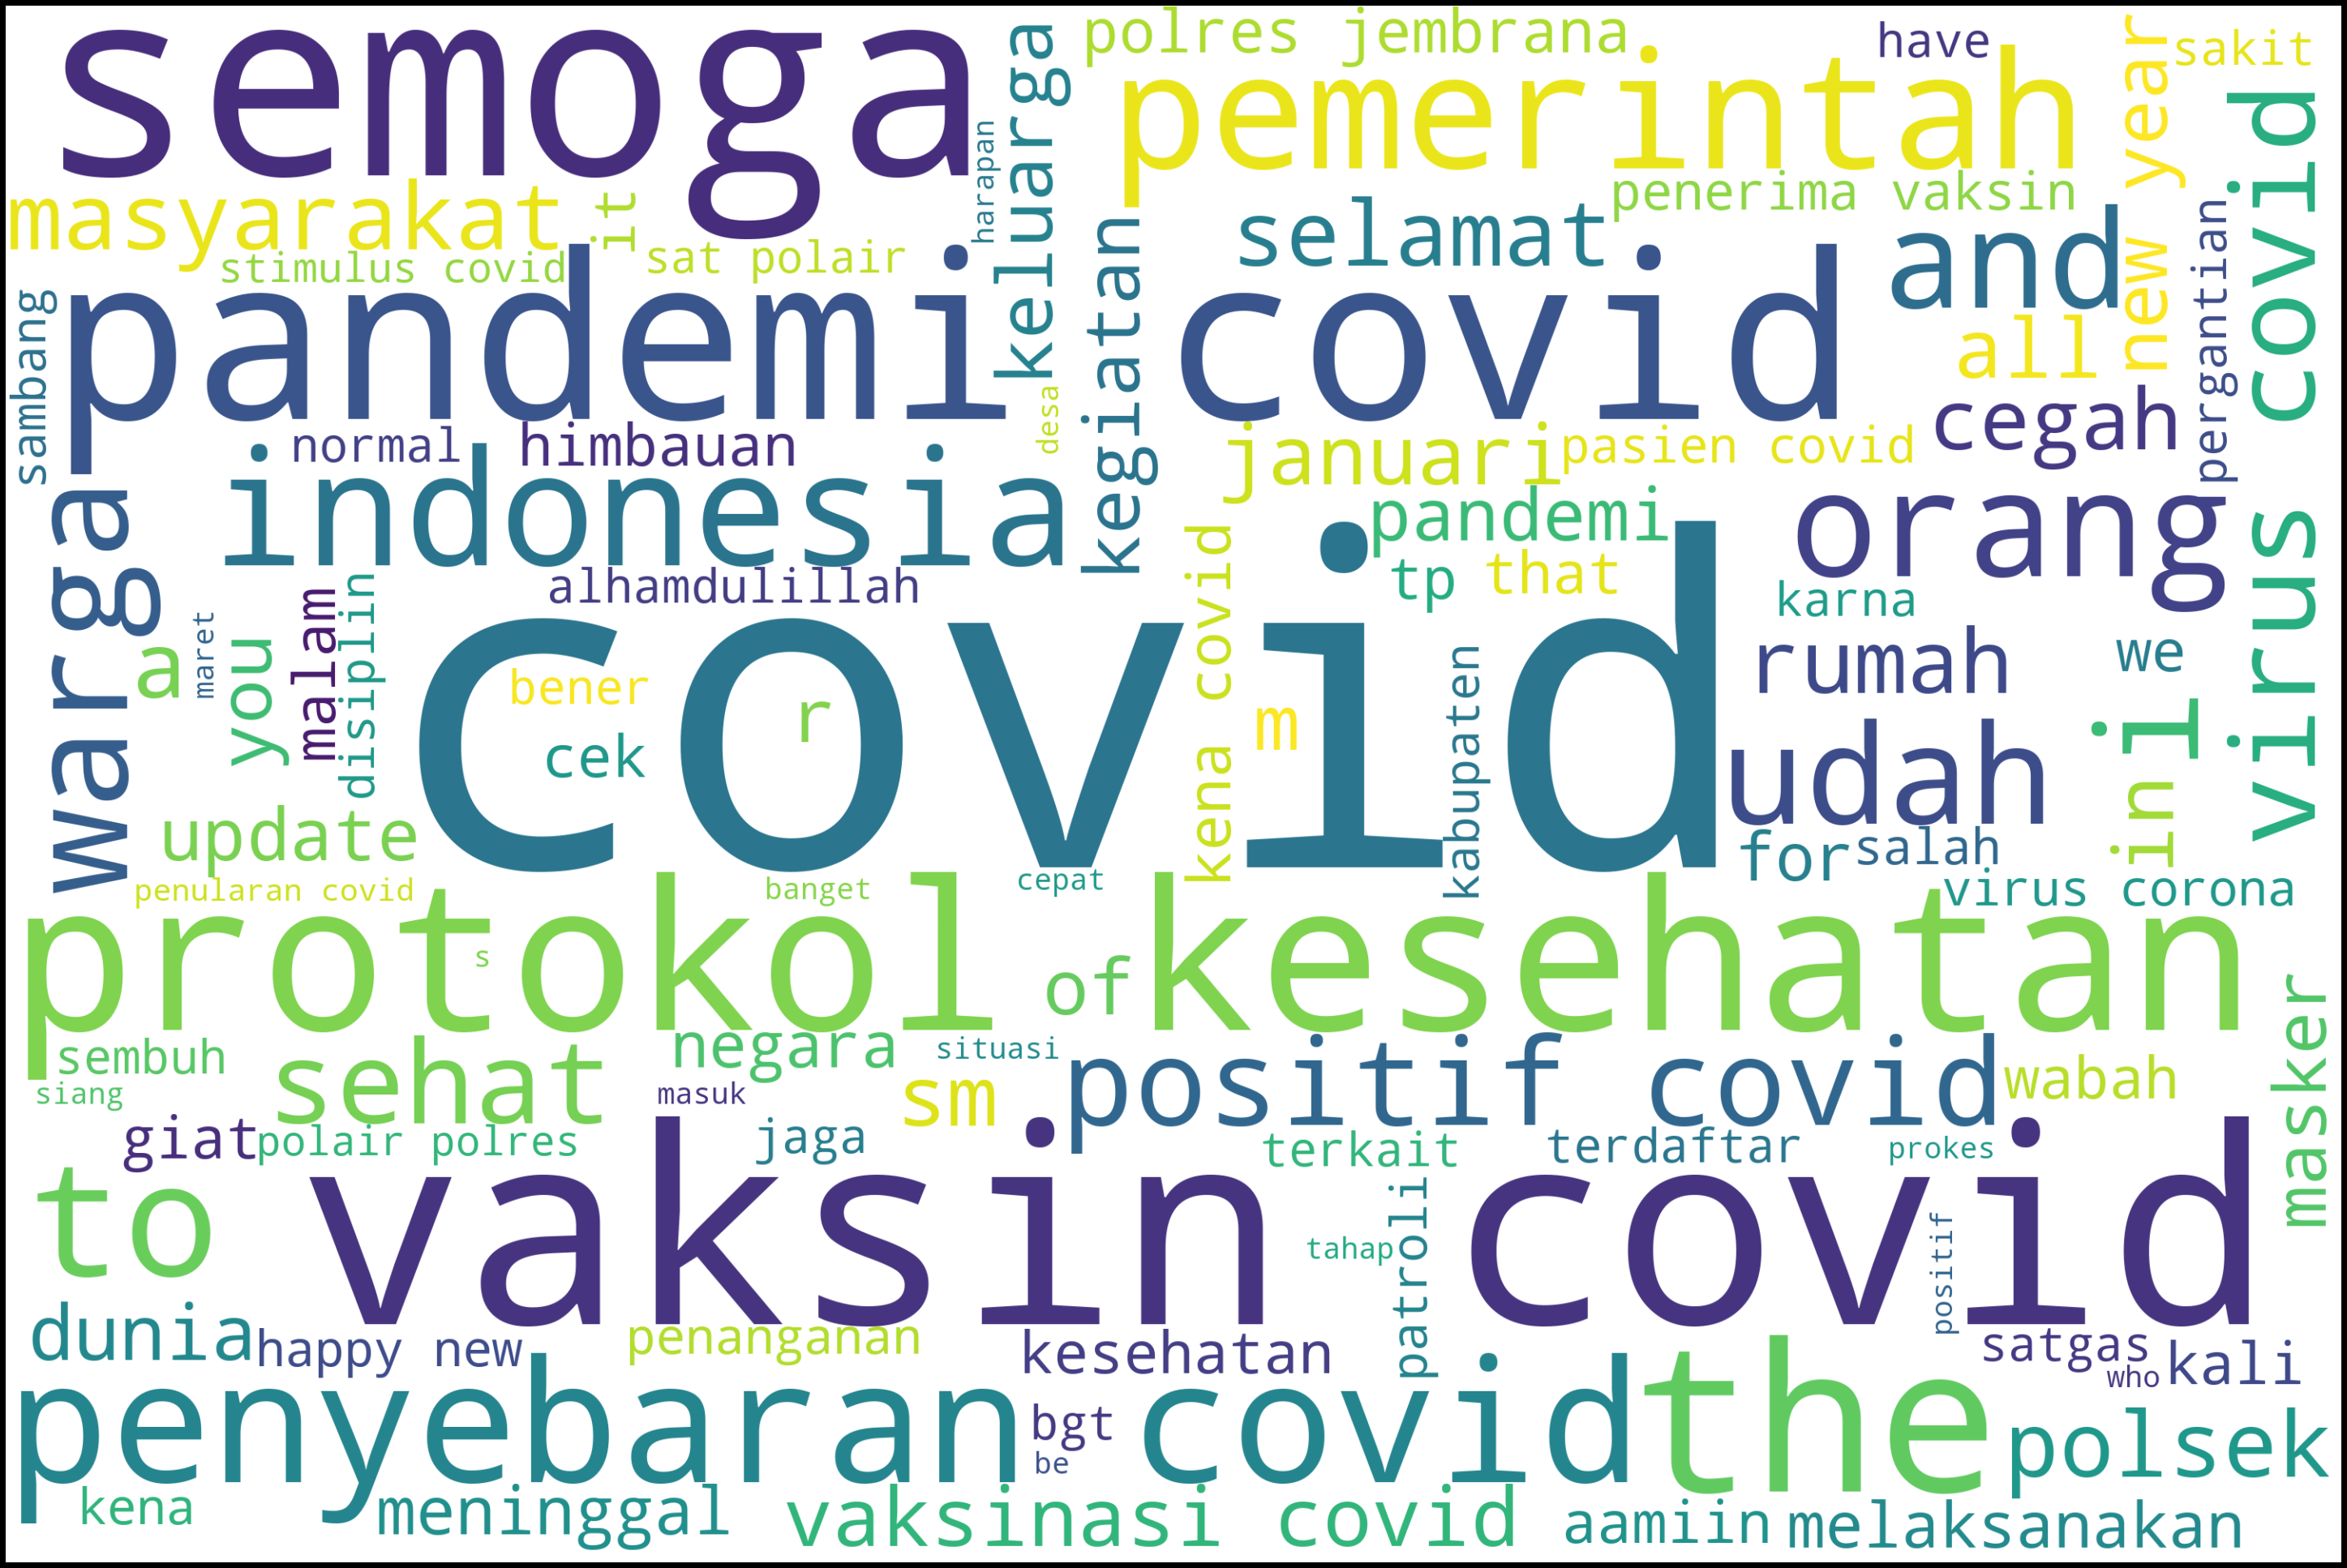 semoga
polres jembrana
have
sakit
pemerintah
new year
keluarga
harapan
masyarakat
it
penerima vaksin
selamat
and
stimulus covid
sat polair
pandemi covid
virus covid
pergantian
kegiatan
all
sambang
desa
normal
himbauan
januari
pasien covid
cegah
indonesia
pandemi
orang
warga
alhamdulillah
tp
that
karna
kena covid
a
maret
you
malam
disiplin
covid
bener
r
cek
m
kabupaten
rumah
we
udah
in
i
update
for
salah
penularan covid
banget
cepat
virus corona
protokol kesehatan
s
of
masker
sembuh
sehat
negara
situasi
sm
positif covid
wabah
siang
masuk
giat
polair polres
jaga
terkait
terdaftar
prokes
to
vaksin covid
tahap
patroli
positif
dunia
happy new
penanganan
kesehatan
satgas
who
kali
penyebaran covid
the
bgt
be
polsek
kena
meninggal
vaksinasi covid
aamiin
melaksanakan